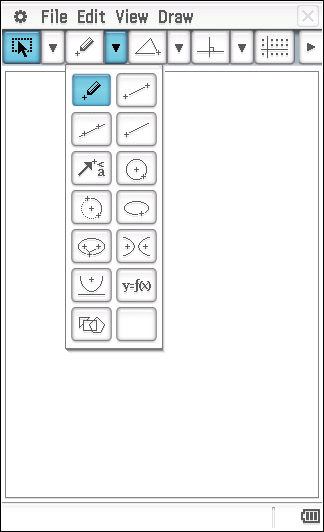 File Edit View Draw
a
y=f(x)